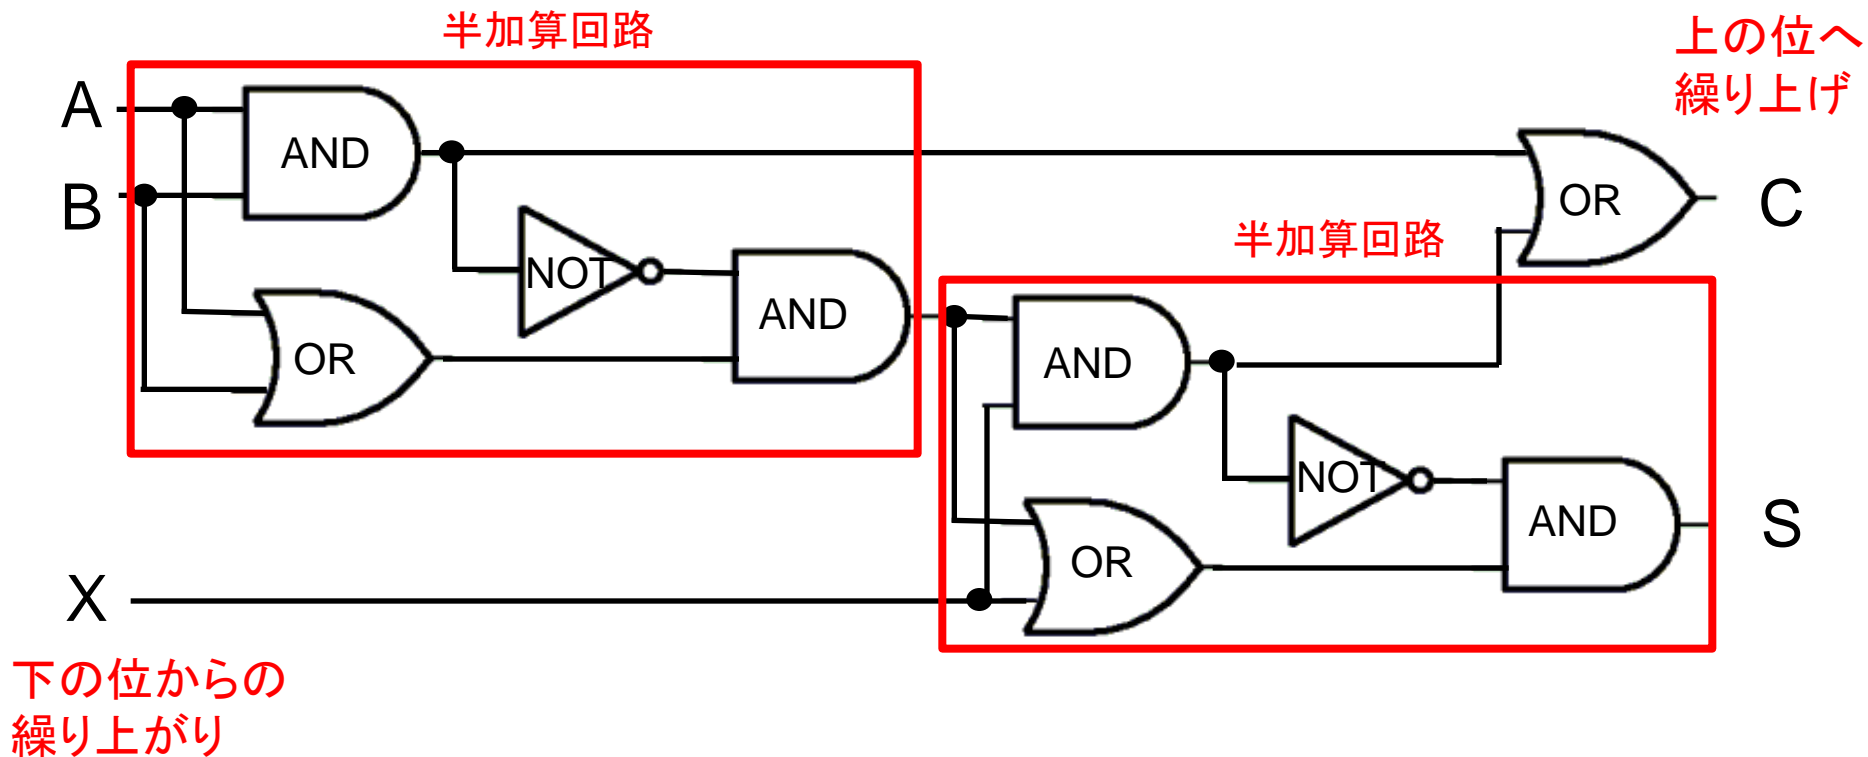 半加算回路
上の位へ
繰り上げ
A
AND
B
OR
C
半加算回路
NOT
AND
OR
AND
NOT
AND
S
OR
X
下の位からの
繰り上がり